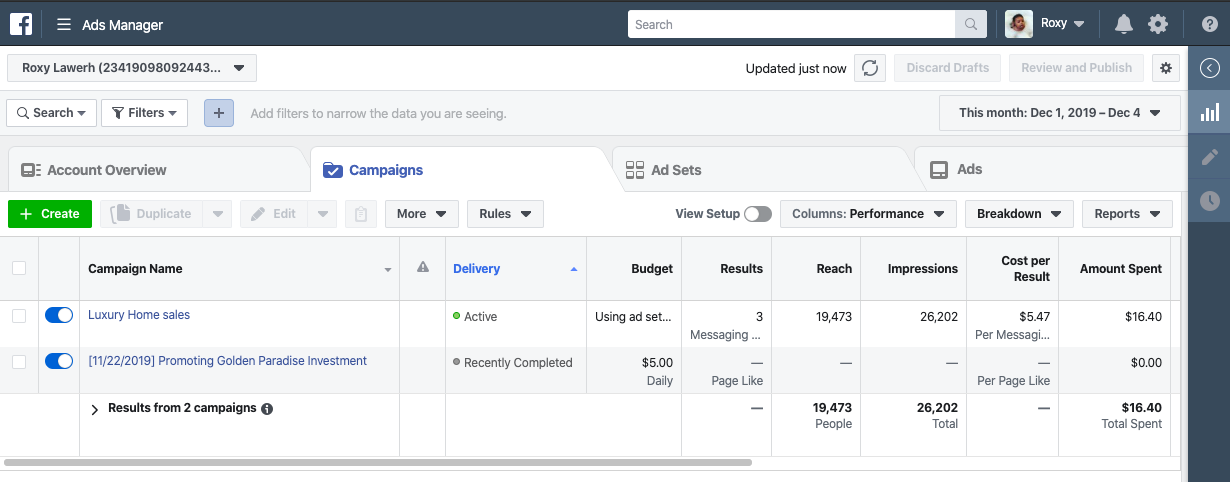 f Ads Manager Search Roxy
Roxy Lawerh (23419098092443... Updated just now Discard Drafts Review and Publish
Search Filters + Add filters to narrow the data you are seeing. This month: Dec 1, 2019 – Dec 4
Account Overview Campaigns Ad Sets Ads
+ Create Duplicate Edit More Rules View Setup Columns: Performance Breakdown Reports
Campaign Name Delivery Budget Results Reach Impressions Cost per Result Amount Spent
Luxury Home sales Active Using ad set... 3 19,473 26,202 $5.47 $16.40
Messaging ... Per Messagi...
[11/22/2019] Promoting Golden Paradise Investment Recently Completed $5.00 — — — — $0.00
Daily Page Like Per Page Like
Results from 2 campaigns — 19,473 26,202 — $16.40
People Total Total Spent